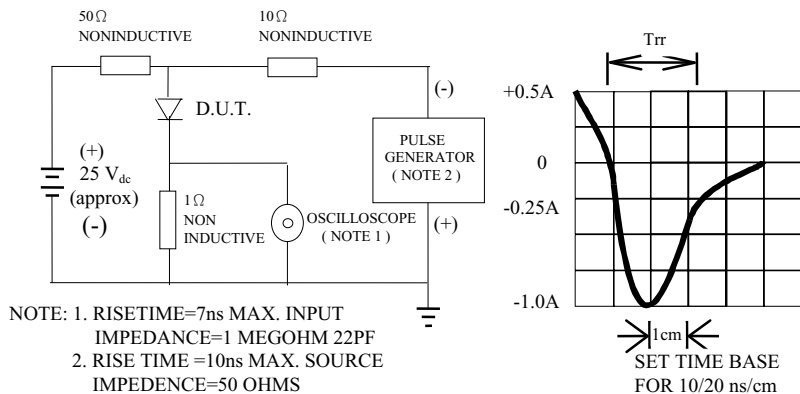 50Ω
NONINDUCTIVE
10Ω
NONINDUCTIVE
(+)
25 Vdc
(approx)
(-)
D.U.T.
1Ω
NON
INDUCTIVE
OSCILLOSCOPE
( NOTE 1 )
(-)
PULSE
GENERATOR
( NOTE 2 )
(+)
NOTE: 1. RISETIME=7ns MAX. INPUT
IMPEDANCE=1 MEGOHM 22PF
2. RISE TIME =10ns MAX. SOURCE
IMPEDENCE=50 OHMS
Trr
+0.5A
0
-0.25A
-1.0A
1cm
SET TIME BASE
FOR 10/20 ns/cm